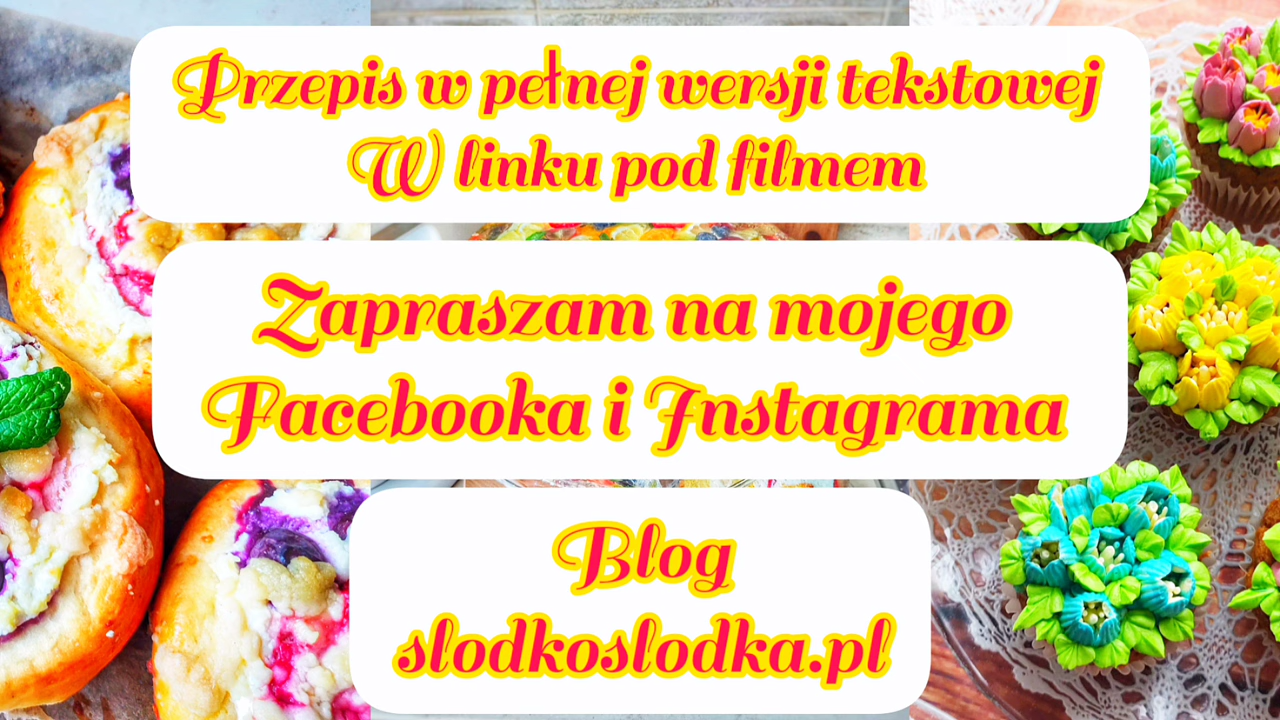 Przepis w pełnej wersji tekstowej
W linku pod filmem
Zapraszam na mojego
Facebooka i Instagrama
Blog
slodkoslodka.pl